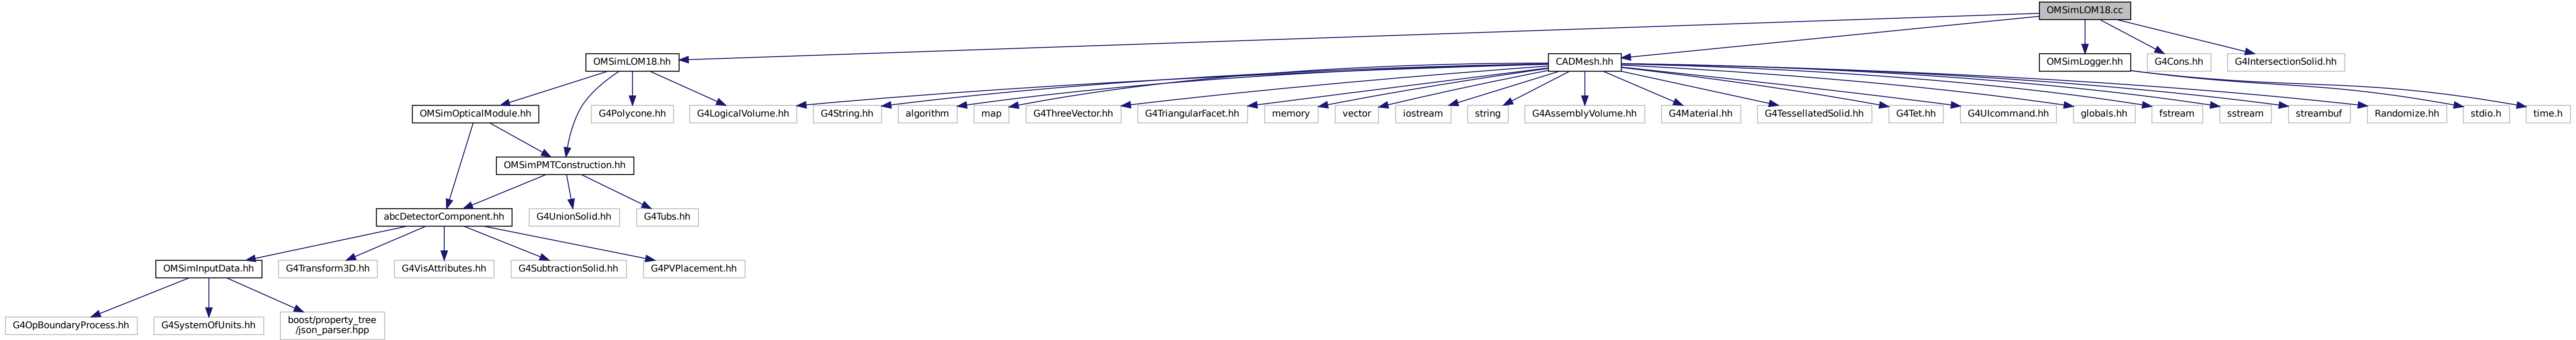 OMSimLOM18.cc
OMSimLOM18.hh
CADMesh.hh
OMSimLogger.hh
G4Cons.hh
G4IntersectionSolid.hh
OMSimOpticalModule.hh
G4Polycone.hh
G4LogicalVolume.hh
G4String.hh
algorithm
map
G4ThreeVector.hh
G4TriangularFacet.hh
memory
vector
iostream
string
G4AssemblyVolume.hh
G4Material.hh
G4TessellatedSolid.hh
G4Tet.hh
G4UIcommand.hh
globals.hh
fstream
sstream
streambuf
Randomize.hh
stdio.h
time.h
OMSimPMTConstruction.hh
abcDetectorComponent.hh
G4UnionSolid.hh
G4Tubs.hh
OMSimInputData.hh
G4Transform3D.hh
G4VisAttributes.hh
G4SubtractionSolid.hh
G4PVPlacement.hh
G4OpBoundaryProcess.hh
G4SystemOfUnits.hh
boost/property_tree
/json_parser.hpp